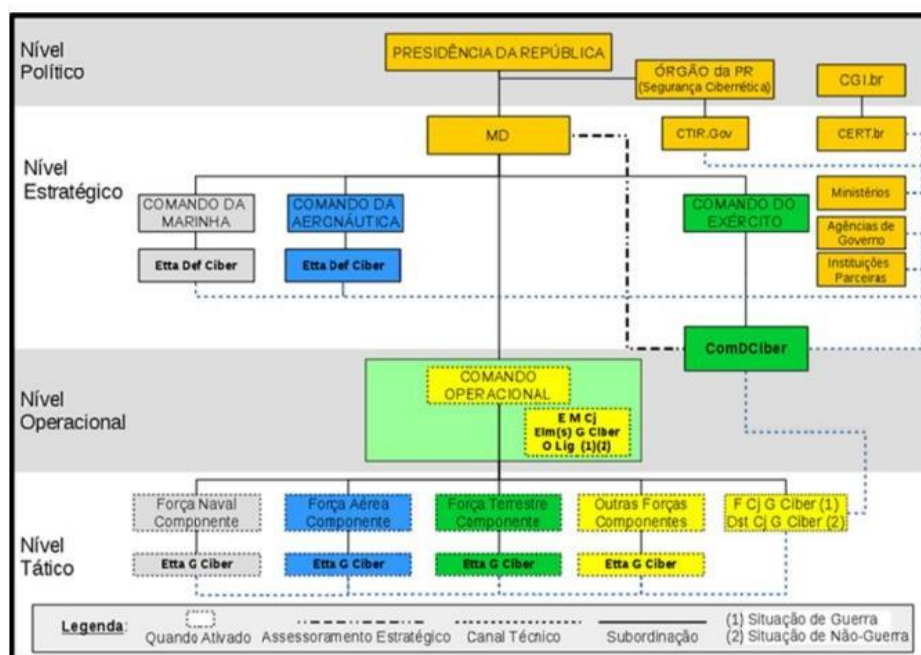 Nível
Político
PRESIDÊNCIA DA REPÚBLICA
ÓRGÃO da PR
(Segurança Ciberrética)
CGI.br
Nível
Estratégico
MD
CTIR.Gov
CERT.br
COMANDO DA
MARINHA
COMANDO DA
AERONÁUTICA
COMANDO DO
EXÉRCITO
Ministérios
Agências de
Governo
Instituições
Parceiras
Etta Def Ciber
Etta Def Ciber
ComDCiber
Nível
Operacional
COMANDO
OPERACIONAL
E M Cj
Elm(s) G Ciber
O Lig (1)(2)
Nível
Tático
Força Naval
Componente
Força Aérea
Componente
Força Terrestre
Componente
Outras Forças
Componentes
F Cj G Ciber (1)
Dst Cj G Ciber (2)
Etta G Ciber
Etta G Ciber
Etta G Ciber
Etta G Ciber
Legenda:
Quando Ativado
Assessoramento Estratégico
Canal Técnico
Subordinação
(1) Situação de Guerra
(2) Situação de Não-Guerra